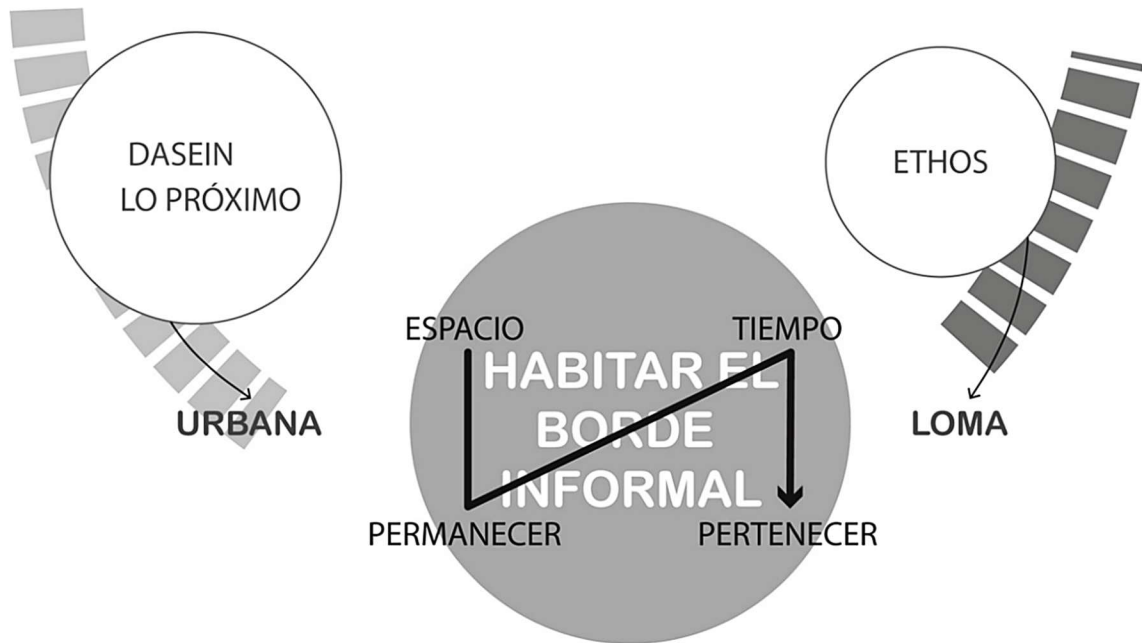 DASEIN
LO PRÓXIMO
ETHOS
ESPACIO
TIEMPO
HABITAR EL
BORDE
INFORMAL
URBANA
LOMA
PERMANECER
PERTENECER